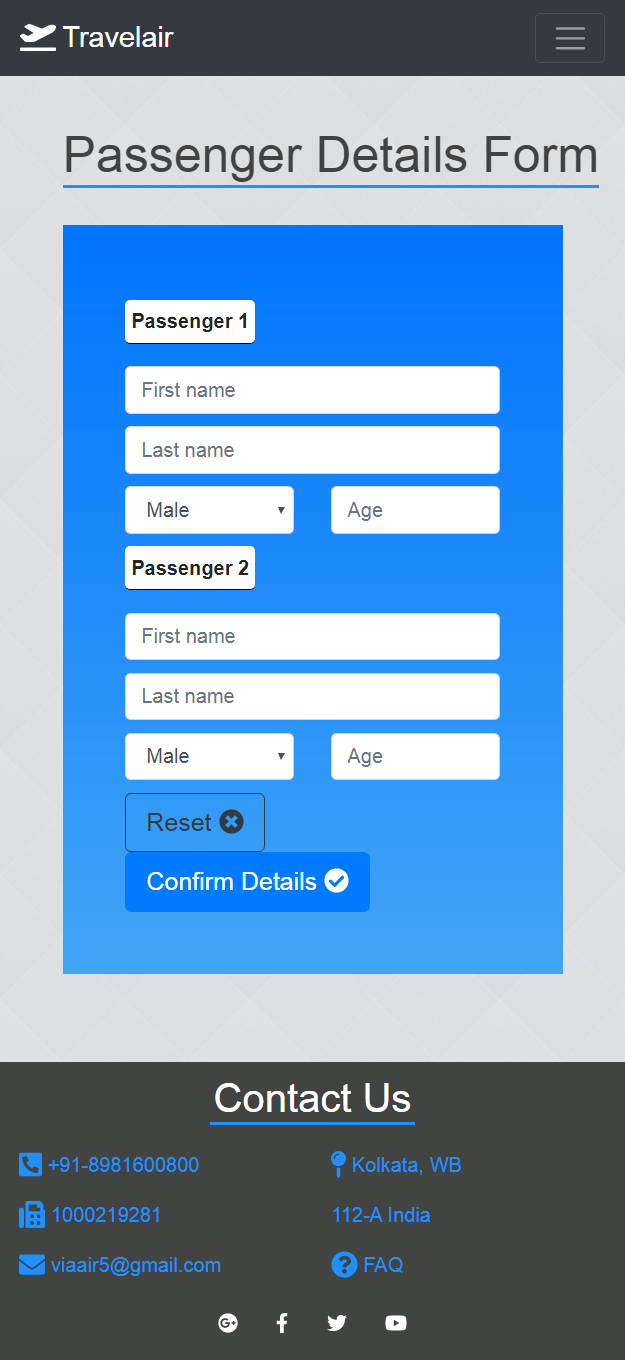 Travelair
Passenger Details Form
Passenger 1
First name
Last name
Male
Age
Passenger 2
First name
Last name
Male
Age
Reset
Confirm Details
Contact Us
+91-8981600800
Kolkata, WB
1000219281
112-A India
viaair5@gmail.com
FAQ